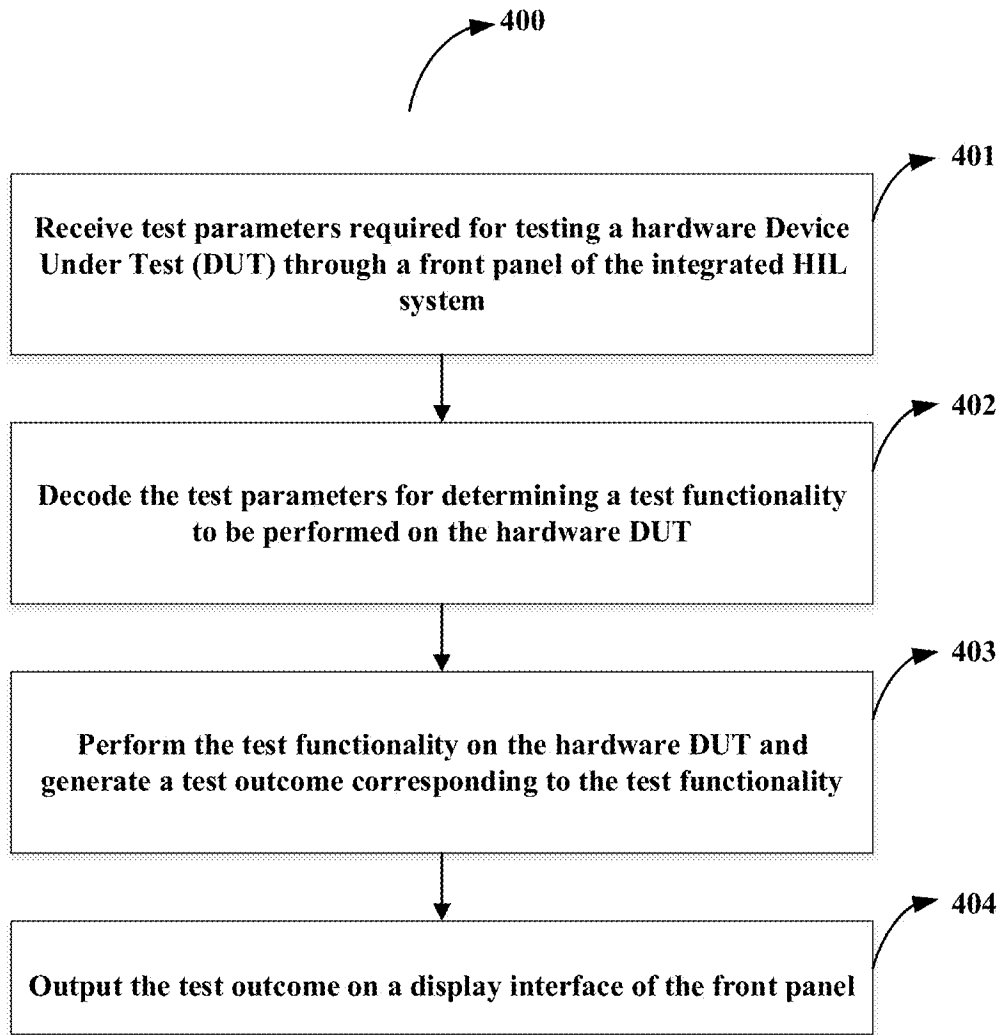 400
401
Receive test parameters required for testing a hardware Device
Under Test (DUT) through a front panel of the integrated HIL
system
402
Decode the test parameters for determining a test functionality
to be performed on the hardware DUT
403
Perform the test functionality on the hardware DUT and
generate a test outcome corresponding to the test functionality
404
Output the test outcome on a display interface of the front panel